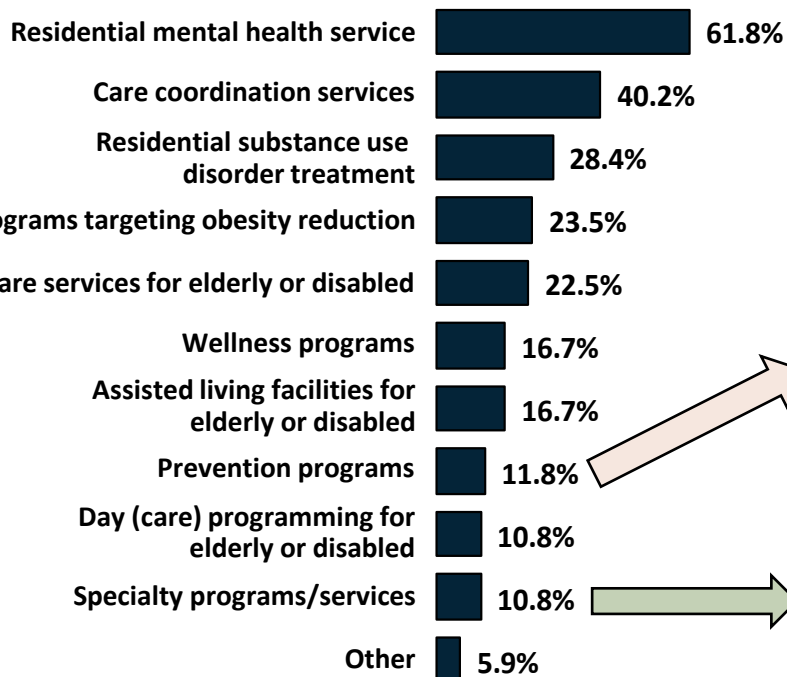 Residential mental health service
61.8%
Care coordination services
40.2%
Residential substance use
disorder treatment
28.4%
ograms targeting obesity reduction
23.5%
are services for elderly or disabled
22.5%
Wellness programs
16.7%
Assisted living facilities for
elderly or disabled
16.7%
Prevention programs
11.8%
Day (care) programming for
elderly or disabled
10.8%
Specialty programs/services
10.8%
Other
5.9%